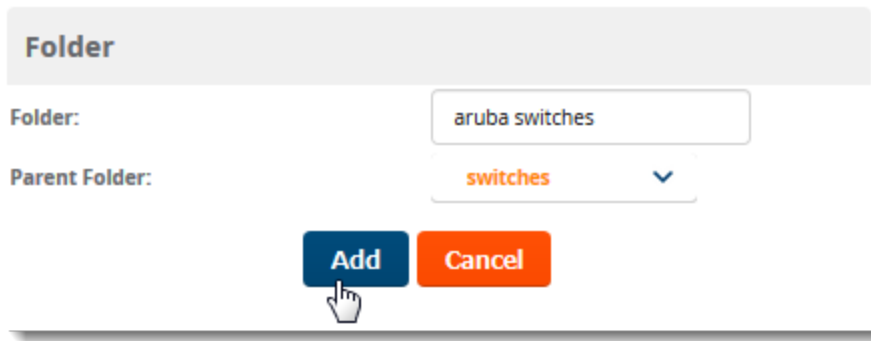 Folder
Folder: aruba switches
Parent Folder: switches
Add Cancel